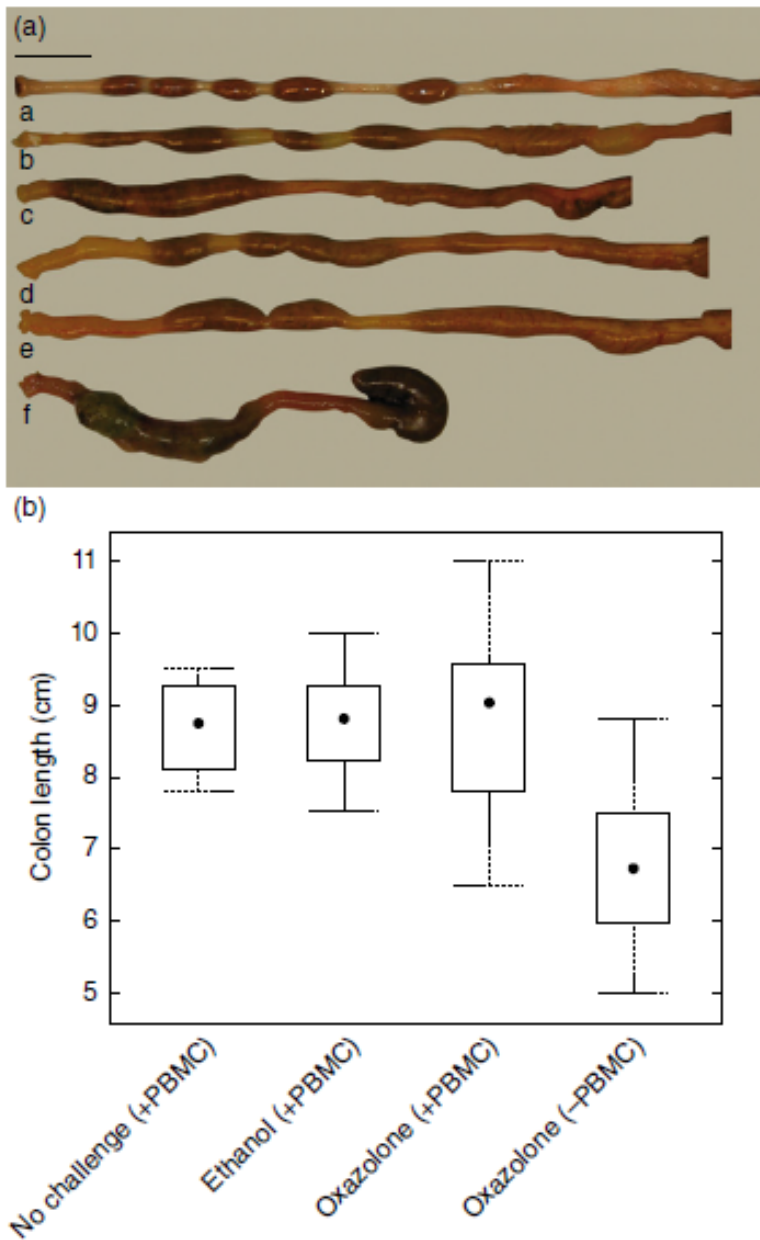 (a)
a
b
c
d
e
f
(b)
11
10
9
8
7
6
5
Colon length (cm)
No challenge (+PBMC)
Ethanol (+PBMC)
Oxazolone (+PBMC)
Oxazolone (–PBMC)